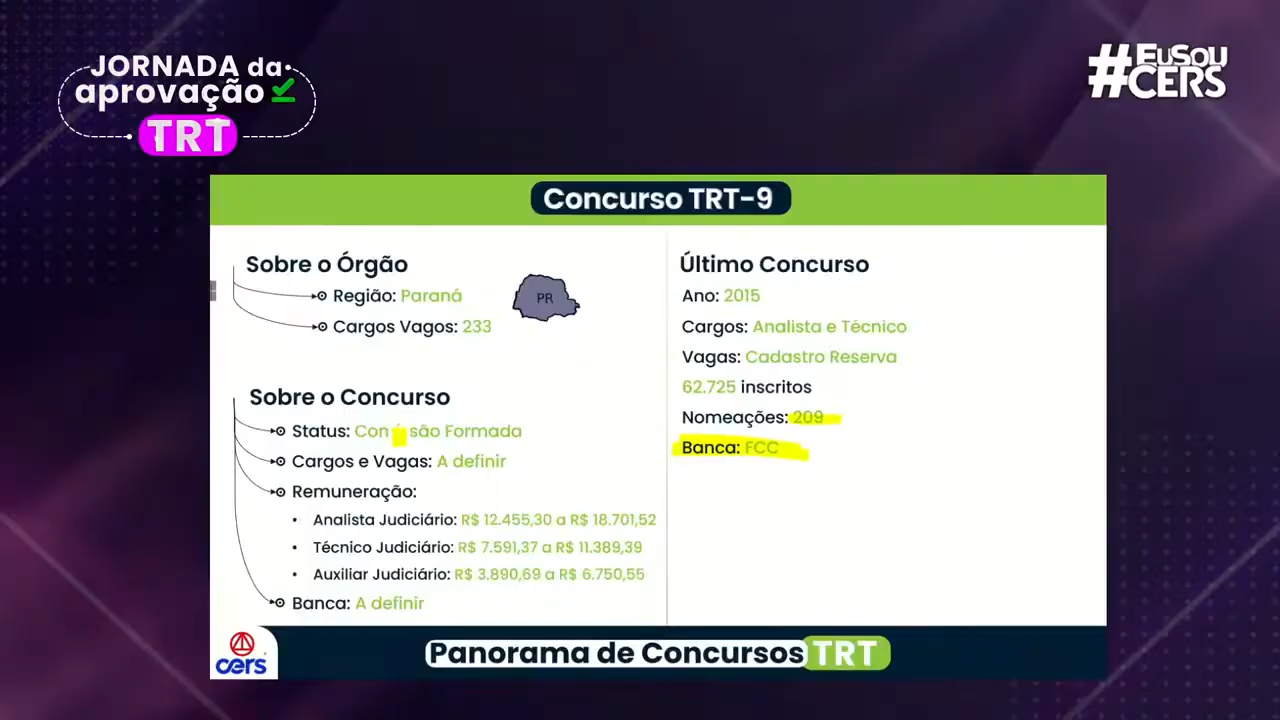 JORNADA da
aprovação
TRT
#EuSou
CERS
Concurso TRT-9
Sobre o Órgão
Região: Paraná
Cargos Vagos: 233
PR
Sobre o Concurso
Status: Comissão Formada
Cargos e Vagas: A definir
Remuneração:
• Analista Judiciário: R$ 12.455,30 a R$ 18.701,52
• Técnico Judiciário: R$ 7.591,37 a R$ 11.389,39
• Auxiliar Judiciário: R$ 3.890,69 a R$ 6.750,55
Banca: A definir
Último Concurso
Ano: 2015
Cargos: Analista e Técnico
Vagas: Cadastro Reserva
62.725 inscritos
Nomeações: 209
Banca: FCC
cers
Panorama de Concursos TRT